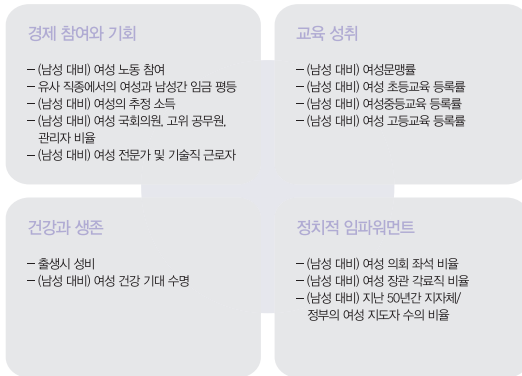 경제 참여와 기회
– (남성 대비) 여성 노동 참여
– 유사 직종에서의 여성과 남성간 임금 평등
– (남성 대비) 여성의 추정 소득
– (남성 대비) 여성 국회의원, 고위 공무원,
관리자 비율
– (남성 대비) 여성 전문가 및 기술직 근로자
교육 성취
– (남성 대비) 여성문맹률
– (남성 대비) 여성 초등교육 등록률
– (남성 대비) 여성중등교육 등록률
– (남성 대비) 여성 고등교육 등록률
건강과 생존
– 출생시 성비
– (남성 대비) 여성 건강 기대 수명
정치적 임파워먼트
– (남성 대비) 여성 의회 좌석 비율
– (남성 대비) 여성 장관 각료직 비율
– (남성 대비) 지난 50년간 지자체/
정부의 여성 지도자 수의 비율